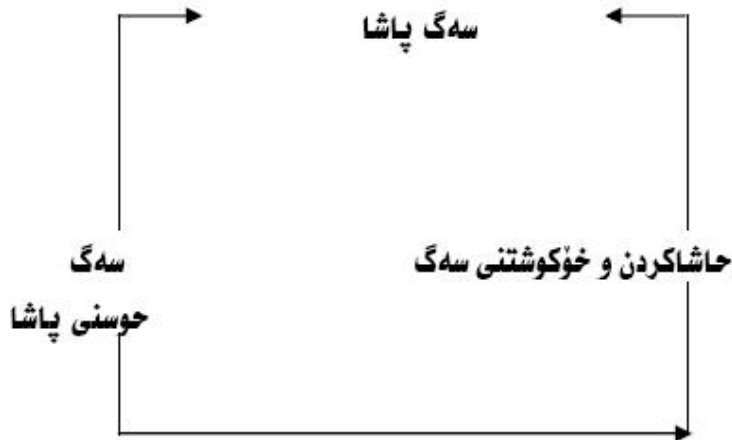 سەگ پاشا
حاشاکردن و خۆکوشتنی سەگ
سەگ
حوسنی پاشا